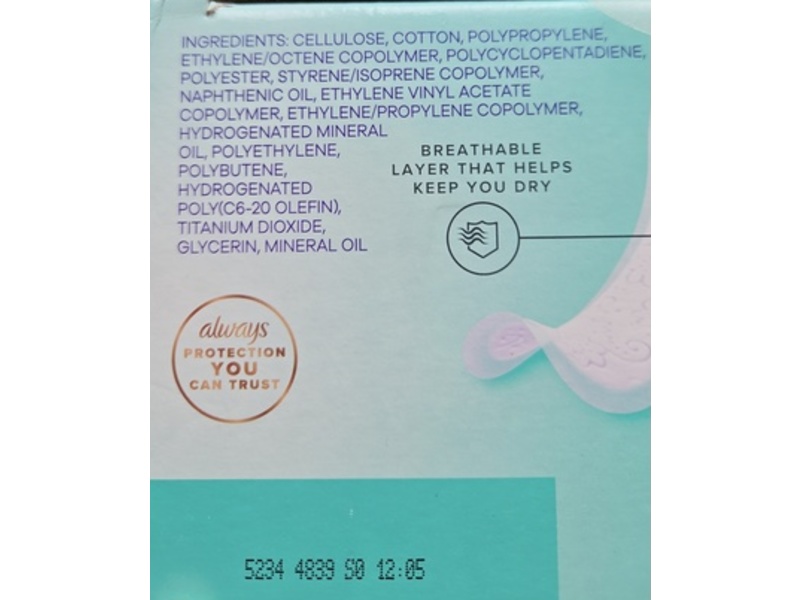 INGREDIENTS: CELLULOSE, COTTON, POLYPROPYLENE,
ETHYLENE/OCTENE COPOLYMER, POLYCYCLOPENTADIENE,
POLYESTER, STYRENE/ISOPRENE COPOLYMER,
NAPHTHENIC OIL, ETHYLENE VINYL ACETATE
COPOLYMER, ETHYLENE/PROPYLENE COPOLYMER,
HYDROGENATED MINERAL
OIL, POLYETHYLENE,
POLYBUTENE,
HYDROGENATED
POLY(C6-20 OLEFIN),
TITANIUM DIOXIDE,
GLYCERIN, MINERAL OIL
BREATHABLE
LAYER THAT HELPS
KEEP YOU DRY
always
PROTECTION
YOU
CAN TRUST
5234 4839 S0 12:05